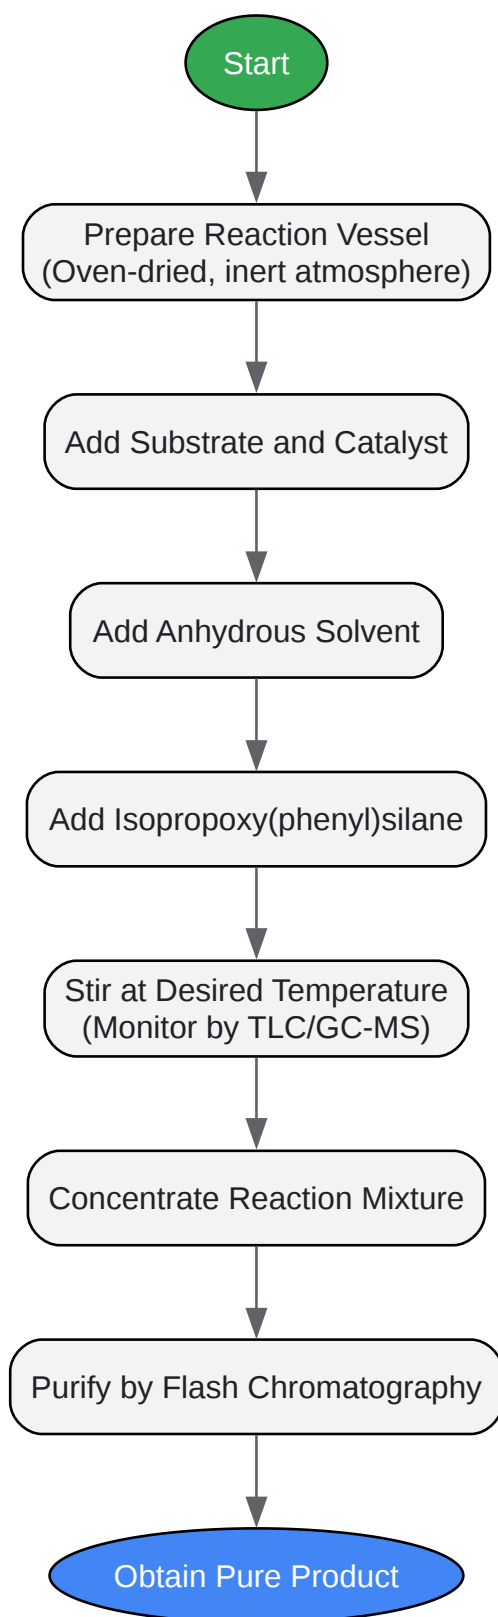 Start
Prepare Reaction Vessel
(Oven-dried, inert atmosphere)
Add Substrate and Catalyst
Add Anhydrous Solvent
Add Isopropoxy(phenyl)silane
Stir at Desired Temperature
(Monitor by TLC/GC-MS)
Concentrate Reaction Mixture
Purify by Flash Chromatography
Obtain Pure Product